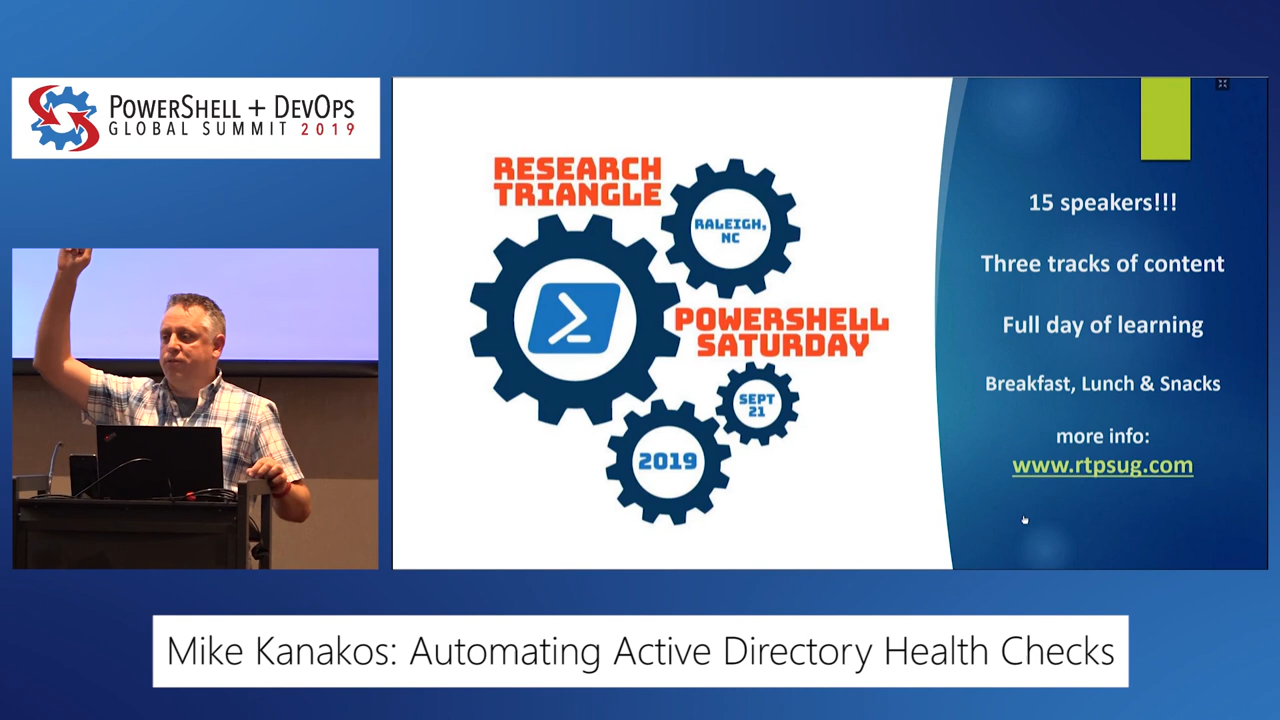 POWERSHELL + DEVOPS
GLOBAL SUMMIT 2019
RESEARCH
TRIANGLE
RALEIGH,
NC
POWERSHELL
SATURDAY
SEPT
21
2019
15 speakers!!!
Three tracks of content
Full day of learning
Breakfast, Lunch & Snacks
more info:
www.rtpsug.com
Mike Kanakos: Automating Active Directory Health Checks